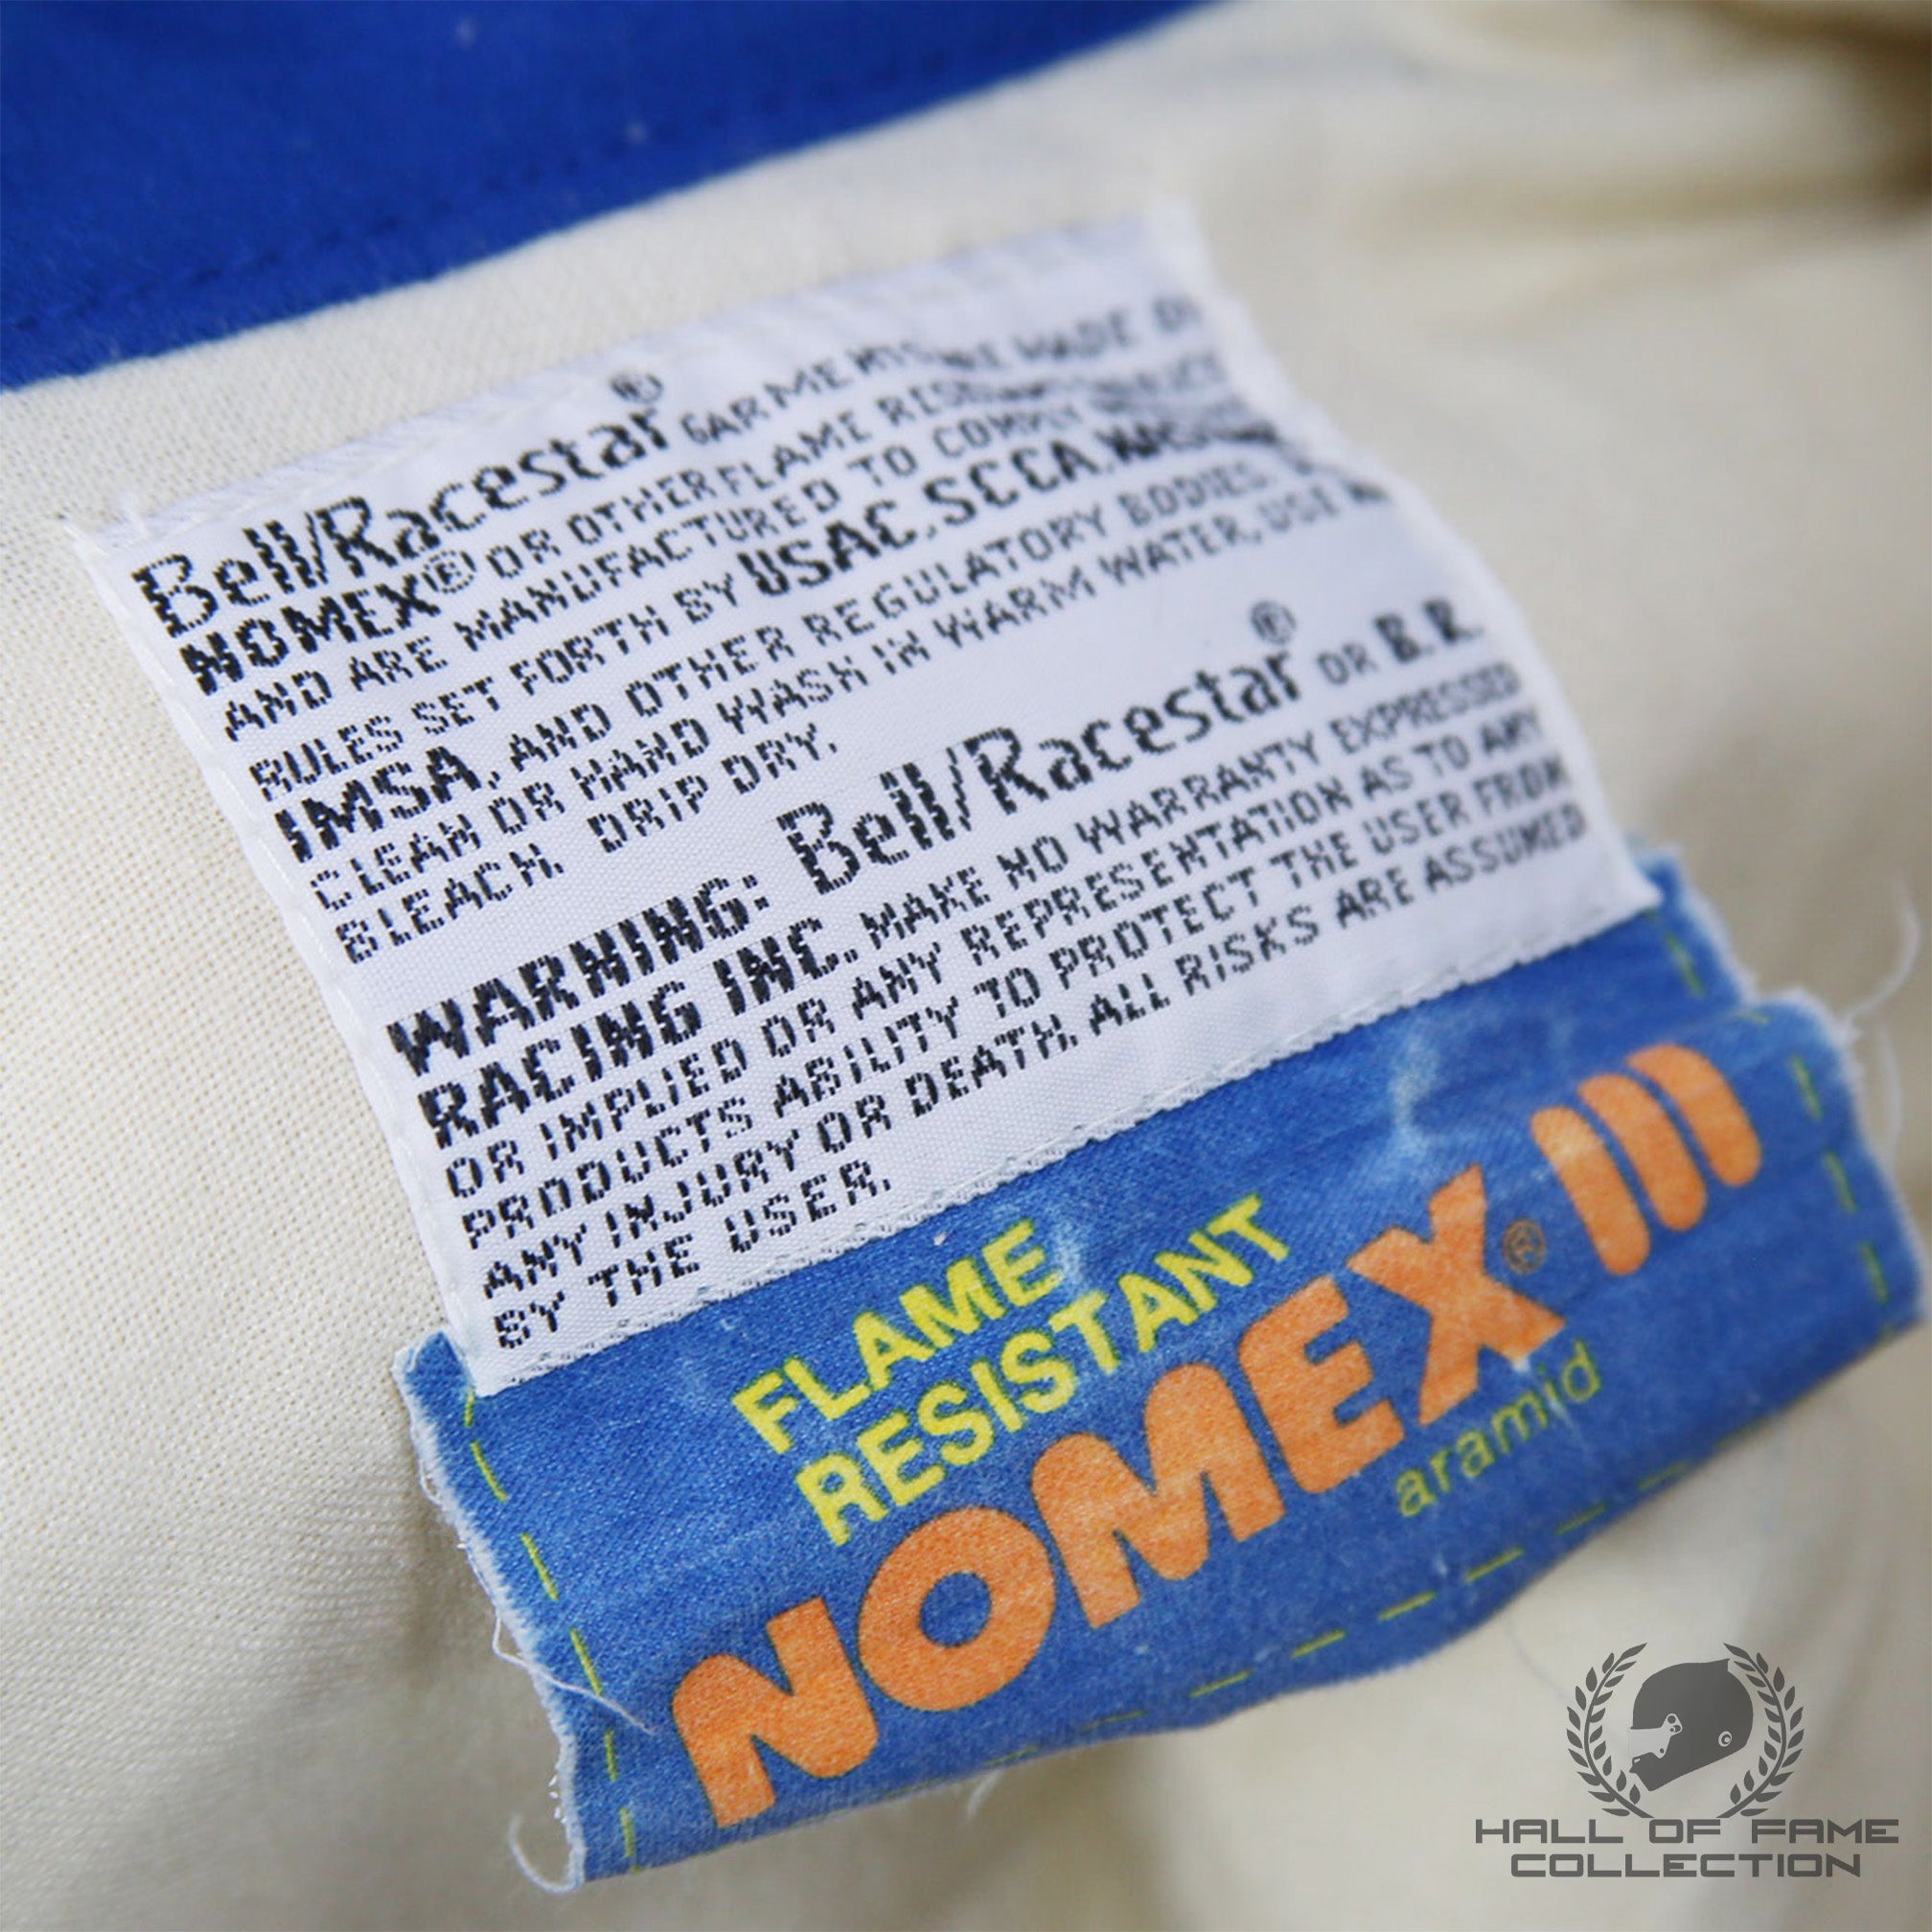 Bell/Racestar® GARMENTS ARE MADE OF
NOMEX® OR OTHER FLAME
AND ARE MANUFACTURED TO COMPLY
RULES SET FORTH BY USAC, SCCA,
IMSA, AND OTHER REGULATORY BODIES.
CLEAN OR HAND WASH IN WARM WATER, USE
BLEACH. DRIP DRY.
WARNING: Bell/Racestar® OR B.R.
RACING INC. MAKE NO WARRANTY EXPRESSED
OR IMPLIED OR ANY REPRESENTATION AS TO ANY
PRODUCTS ABILITY TO PROTECT THE USER FROM
ANY INJURY OR DEATH. ALL RISKS ARE ASSUMED
BY THE USER.
FLAME
RESISTANT
NOMEX® III
aramid
HALL OF FAME
COLLECTION